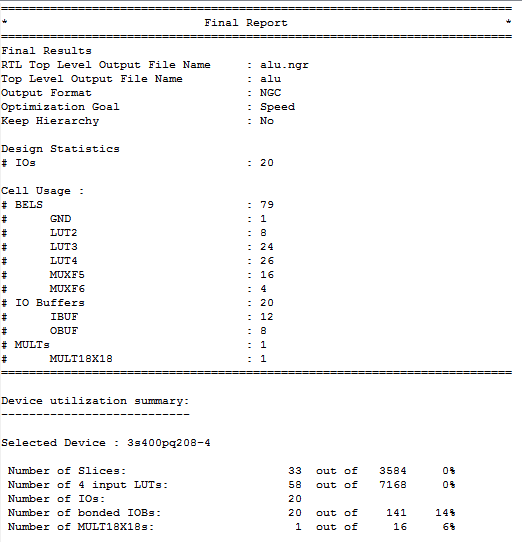 =========================================================================
*                            Final Report                               *
=========================================================================
Final Results
RTL Top Level Output File Name     : alu.ngr
Top Level Output File Name         : alu
Output Format                      : NGC
Optimization Goal                  : Speed
Keep Hierarchy                     : No
Design Statistics
# IOs                              : 20
Cell Usage :
# BELS                             : 79
#      GND                         : 1
#      LUT2                        : 8
#      LUT3                        : 24
#      LUT4                        : 26
#      MUXF5                       : 16
#      MUXF6                       : 4
# IO Buffers                       : 20
#      IBUF                        : 12
#      OBUF                        : 8
# MULTs                            : 1
#      MULT18X18                   : 1
=========================================================================
Device utilization summary:
---------------------------
Selected Device : 3s400pq208-4
 Number of Slices:                       33  out of   3584     0%
 Number of 4 input LUTs:                 58  out of   7168     0%
 Number of IOs:                          20
 Number of bonded IOBs:                  20  out of    141    14%
 Number of MULT18X18s:                    1  out of     16     6%